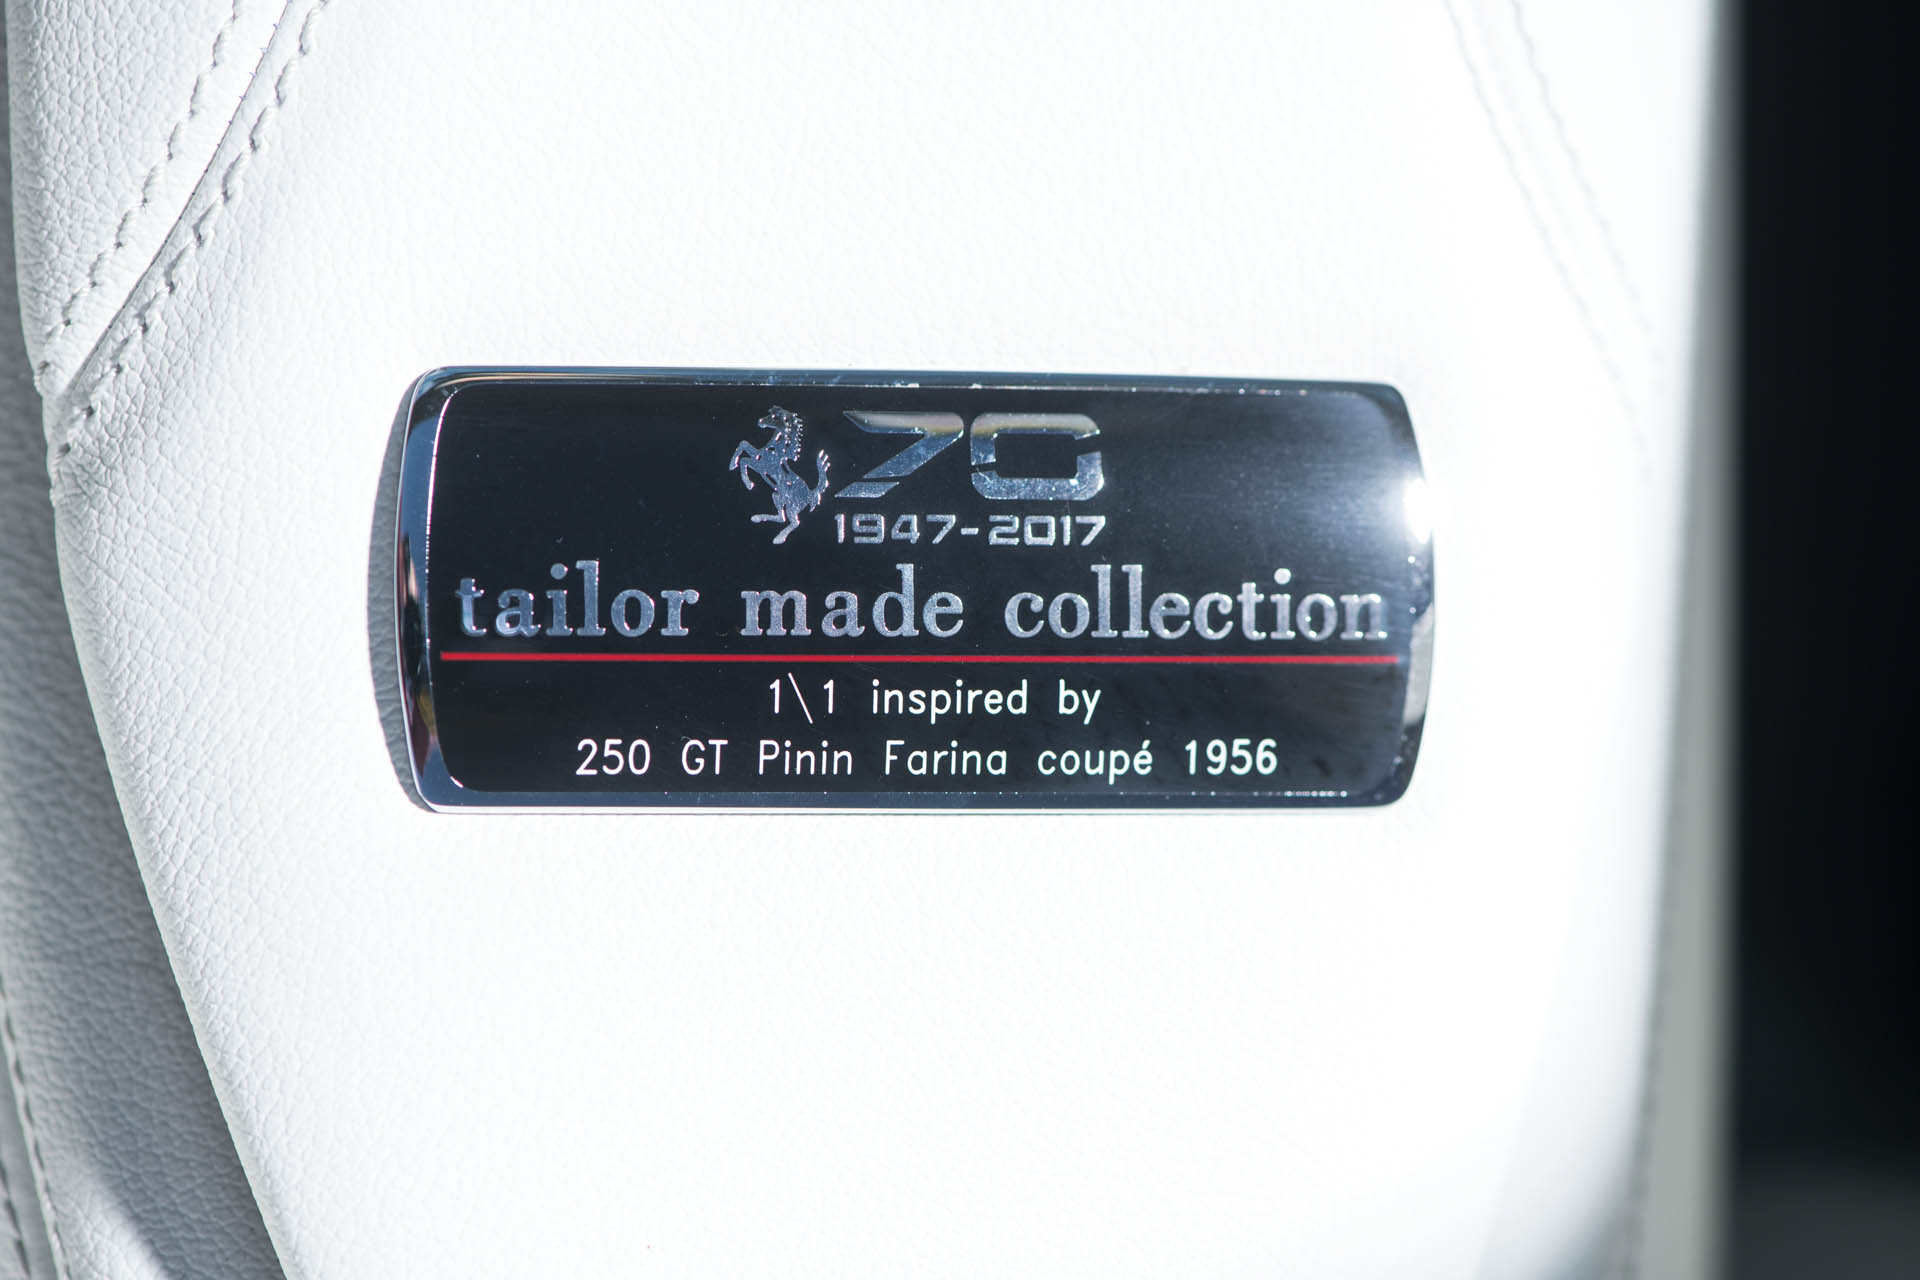 70
1947-2017
tailor made collection
1\1 inspired by
250 GT Pinin Farina coupé 1956